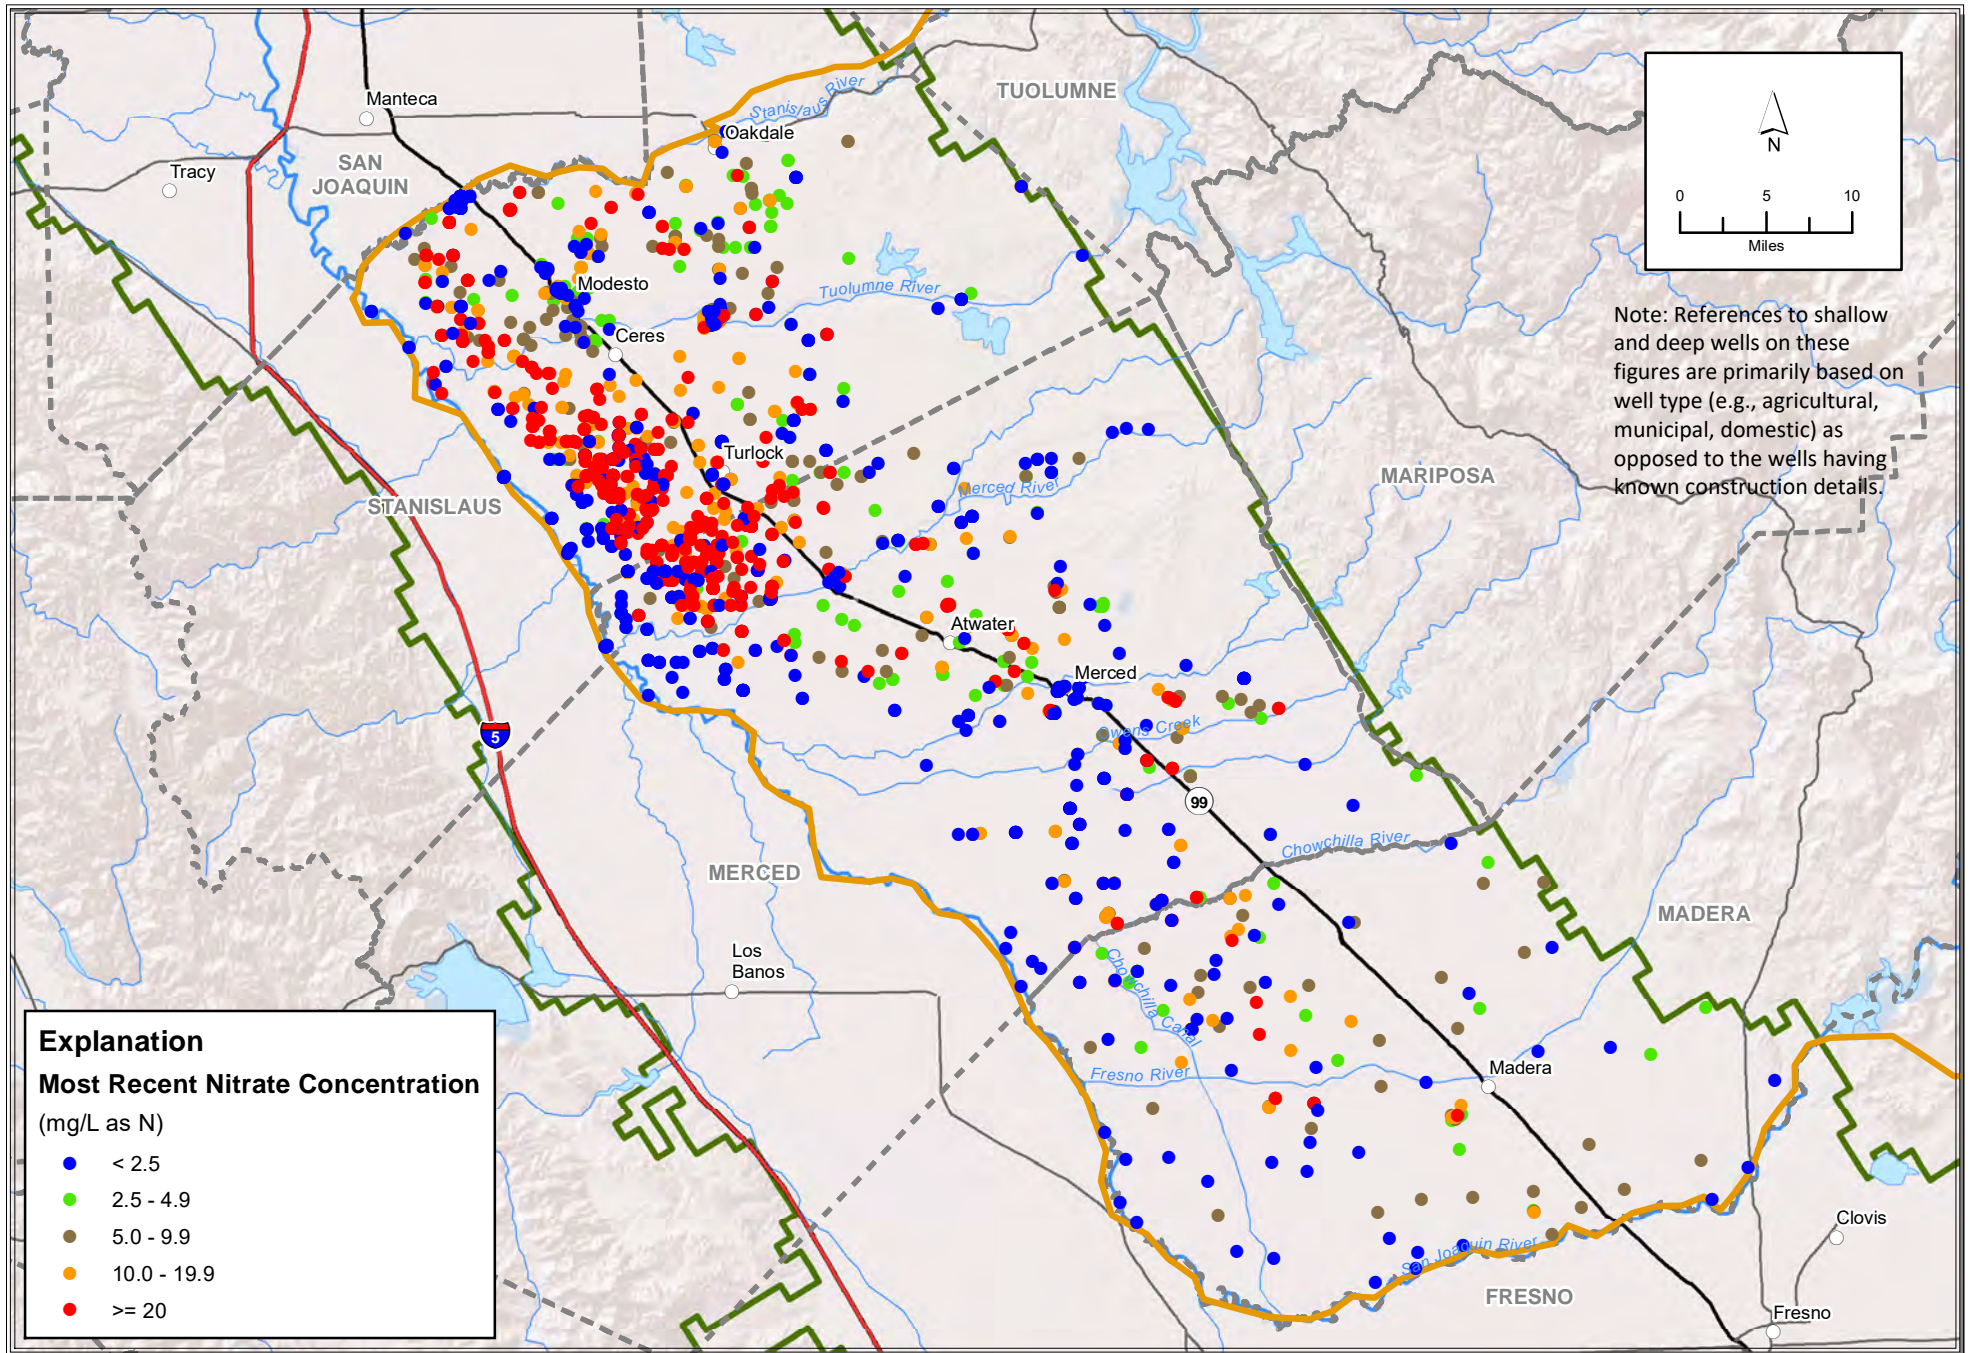 TUOLUMNE
Stanislaus River
Manteca
Oakdale
SAN
JOAQUIN
Tracy
N
0 5 10
Miles
Modesto
Tuolumne River
Ceres
Note: References to shallow
and deep wells on these
figures are primarily based on
well type (e.g., agricultural,
municipal, domestic) as
opposed to the wells having
known construction details.
Turlock
MARIPOSA
Merced River
STANISLAUS
Atwater
Merced
5
Owens Creek
99
Chowchilla River
MERCED
MADERA
Los
Banos
Chowchilla Canal
Fresno River
Madera
San Joaquin River
Clovis
FRESNO
Fresno
Explanation
Most Recent Nitrate Concentration
(mg/L as N)
< 2.5
2.5 - 4.9
5.0 - 9.9
10.0 - 19.9
>= 20